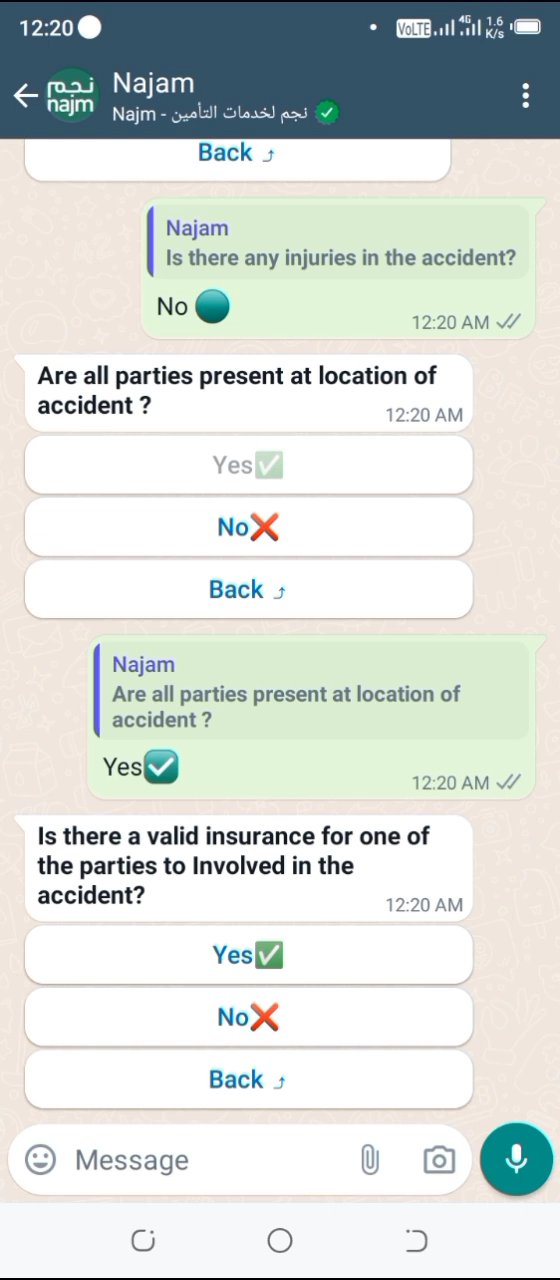 12:20
VoLTE 4G 1.6 K/s
نجم
najm
Najam
Najm - نجم لخدمات التأمين
Back ⤴
Najam
Is there any injuries in the accident?
No
12:20 AM
Are all parties present at location of
accident ?
12:20 AM
Yes✅
No❌
Back ⤴
Najam
Are all parties present at location of
accident ?
Yes☑
12:20 AM
Is there a valid insurance for one of
the parties to Involved in the
accident?
12:20 AM
Yes✅
No❌
Back ⤴
Message